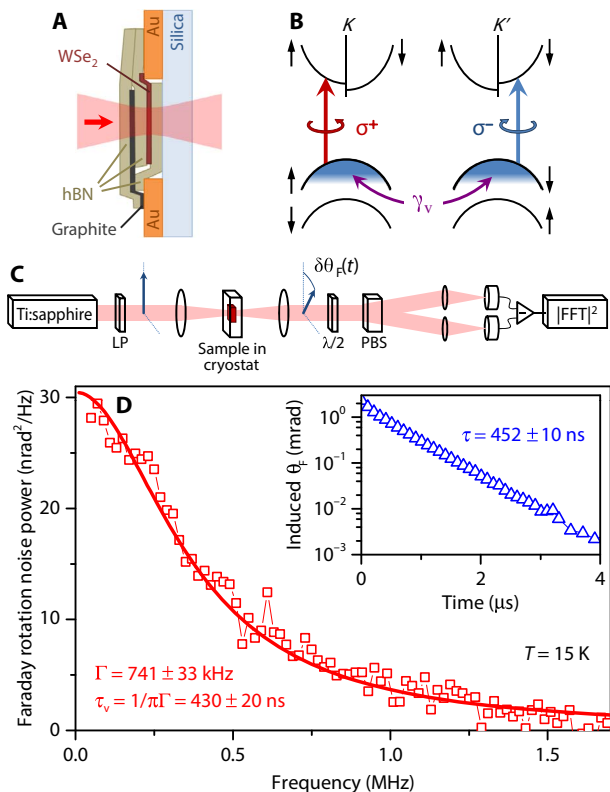 A
Au
Silica
WSe₂
hBN
Graphite
Au
B
K
K′
σ⁺
σ⁻
γᵥ
C
δθ_F(t)
Ti:sapphire
LP
Sample in
cryostat
λ/2
PBS
|FFT|²
D
Faraday rotation noise power (nrad²/Hz)
30
20
10
0
0.0
0.5
1.0
1.5
Frequency (MHz)
Γ = 741 ± 33 kHz
τᵥ = 1/πΓ = 430 ± 20 ns
T = 15 K
Induced θ_F (mrad)
10⁰
10⁻¹
10⁻²
10⁻³
0
2
4
Time (μs)
τ = 452 ± 10 ns